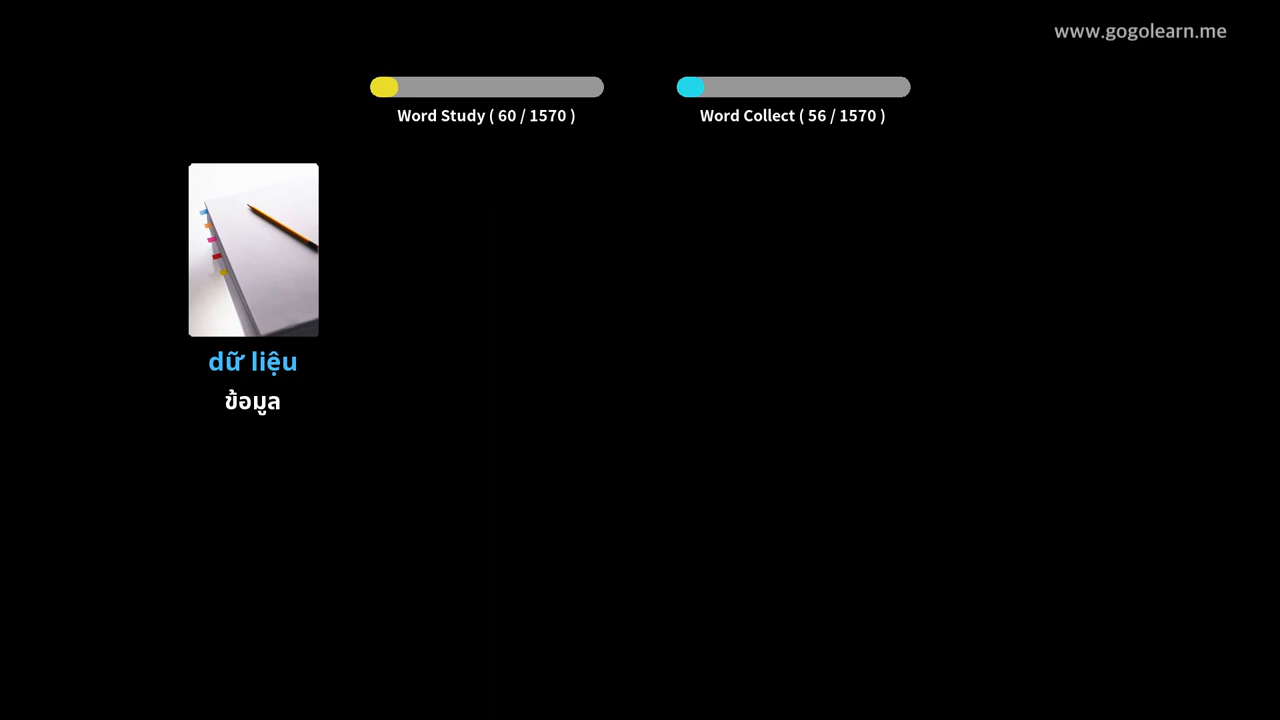 www.gogolearn.me
Word Study ( 60 / 1570 )
Word Collect ( 56 / 1570 )
dữ liệu
ข้อมูล